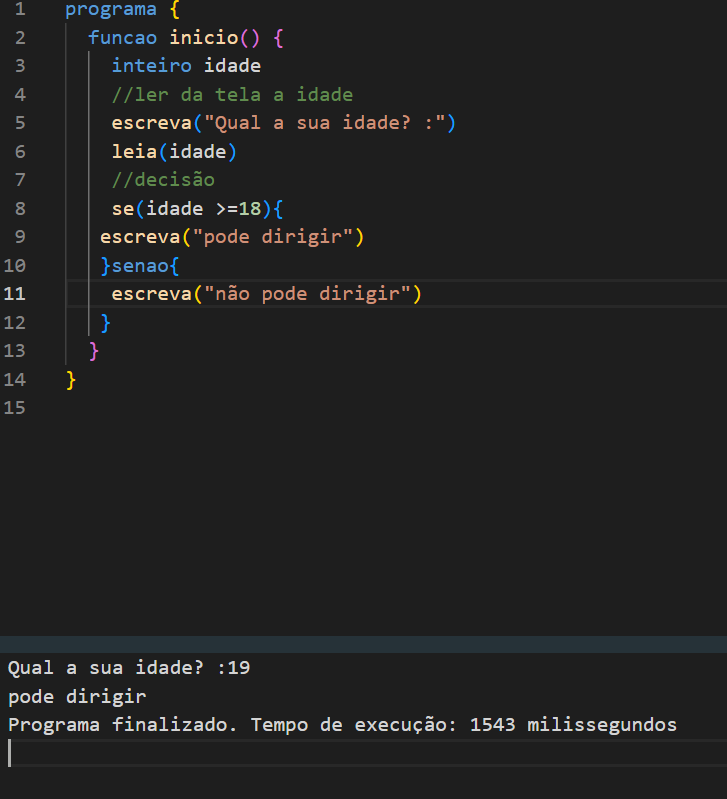 1 programa {
2 funcao inicio() {
3 inteiro idade
4 //ler da tela a idade
5 escreva("Qual a sua idade? :")
6 leia(idade)
7 //decisão
8 se(idade >=18){
9 escreva("pode dirigir")
10 }senao{
11 escreva("não pode dirigir")
12 }
13 }
14 }
15
Qual a sua idade? :19
pode dirigir
Programa finalizado. Tempo de execução: 1543 milissegundos